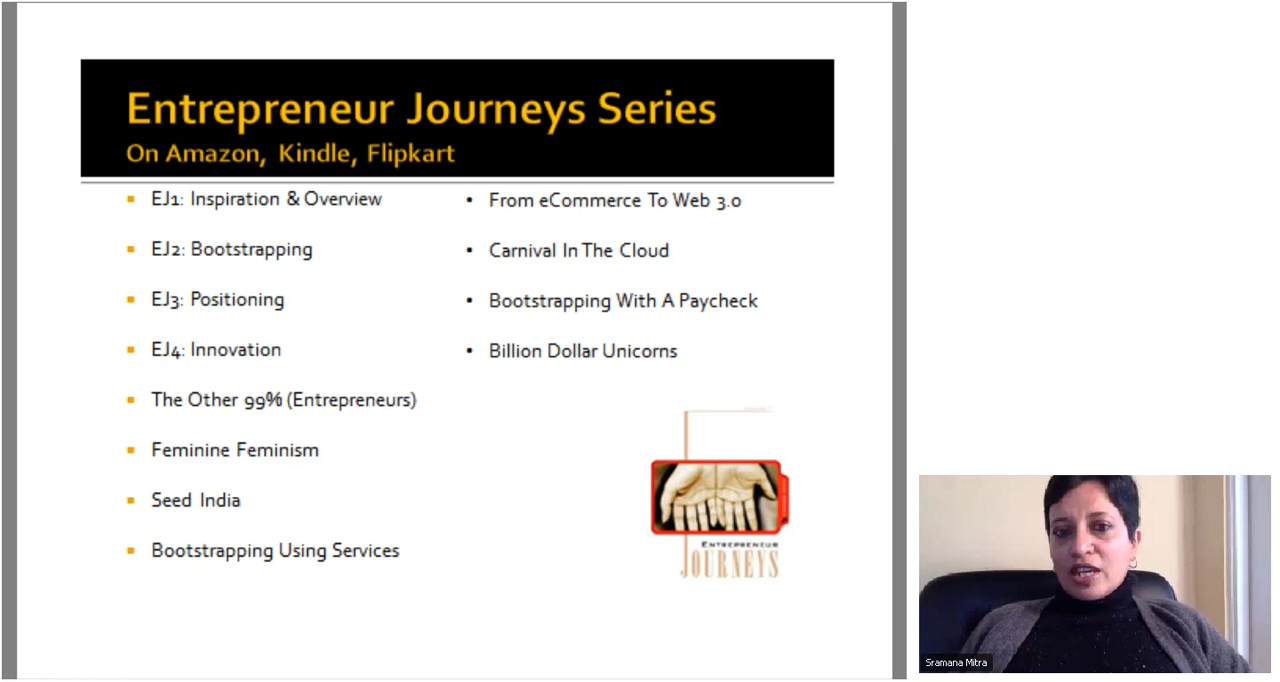 Entrepreneur Journeys Series
On Amazon, Kindle, Flipkart
EJ1: Inspiration & Overview
EJ2: Bootstrapping
EJ3: Positioning
EJ4: Innovation
The Other 99% (Entrepreneurs)
Feminine Feminism
Seed India
Bootstrapping Using Services
• From eCommerce To Web 3.0
• Carnival In The Cloud
• Bootstrapping With A Paycheck
• Billion Dollar Unicorns
ENTREPRENEUR
JOURNEYS
Sramana Mitra